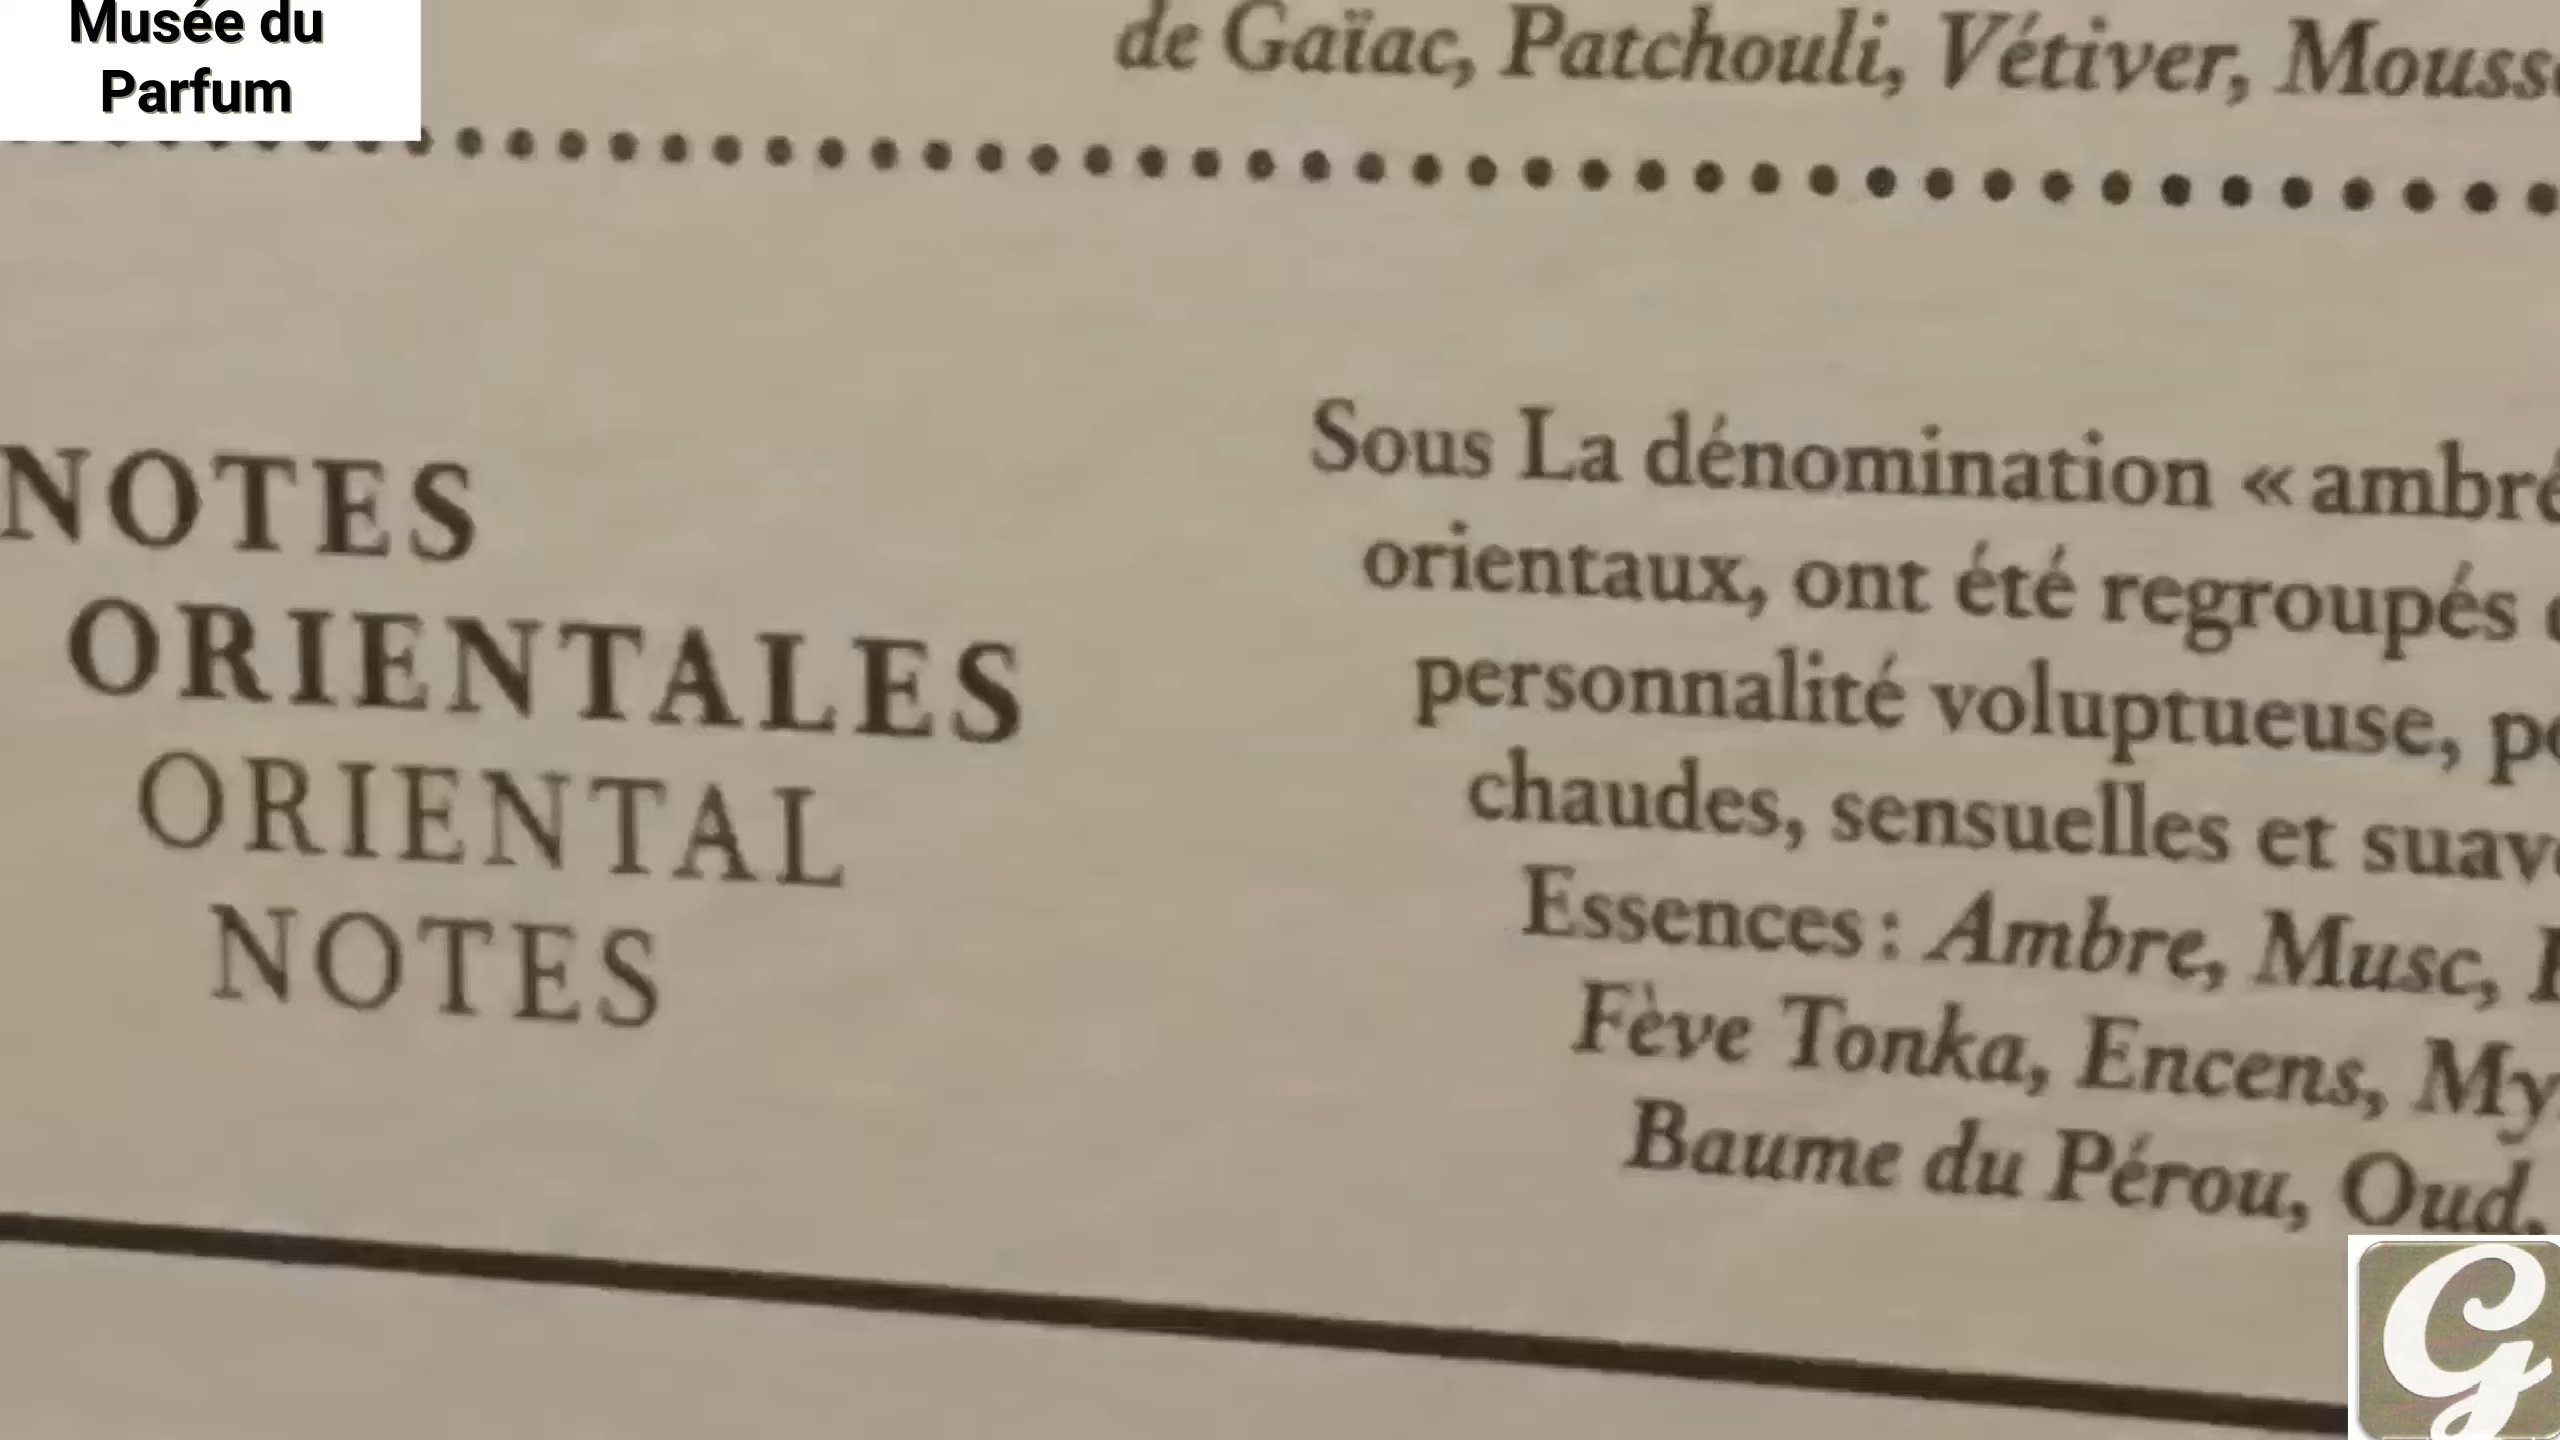 Musée du
Parfum
de Gaïac, Patchouli, Vétiver,
NOTES
ORIENTALES
ORIENTAL
NOTES
Sous La dénomination «
orientaux, ont été regroupés
personnalité voluptueuse,
chaudes, sensuelles et
Essences : Ambre, Musc,
Fève Tonka, Encens,
Baume du Pérou, Oud.
G